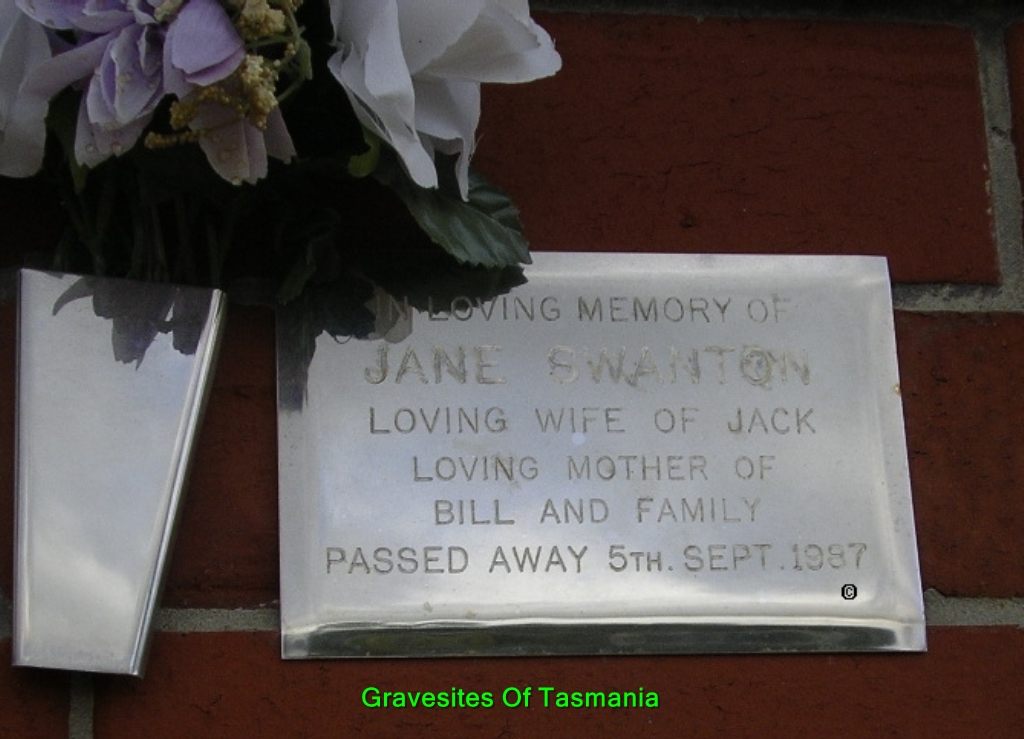 IN LOVING MEMORY OF
JANE SWANTON
LOVING WIFE OF JACK
LOVING MOTHER OF
BILL AND FAMILY
PASSED AWAY 5TH. SEPT. 1987
©
Gravesites Of Tasmania